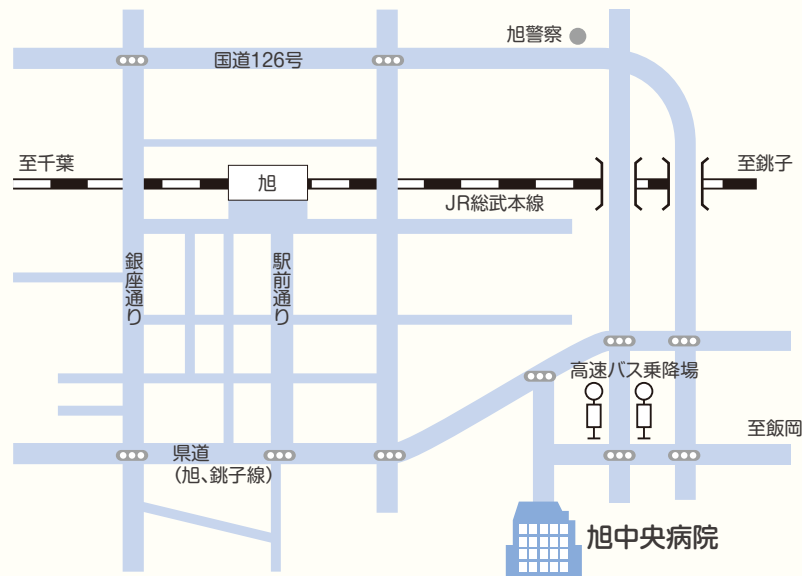 旭警察
国道126号
至千葉
旭
至銚子
JR総武本線
銀座通り
駅前通り
高速バス乗降場
至飯岡
県道
（旭、銚子線）
旭中央病院